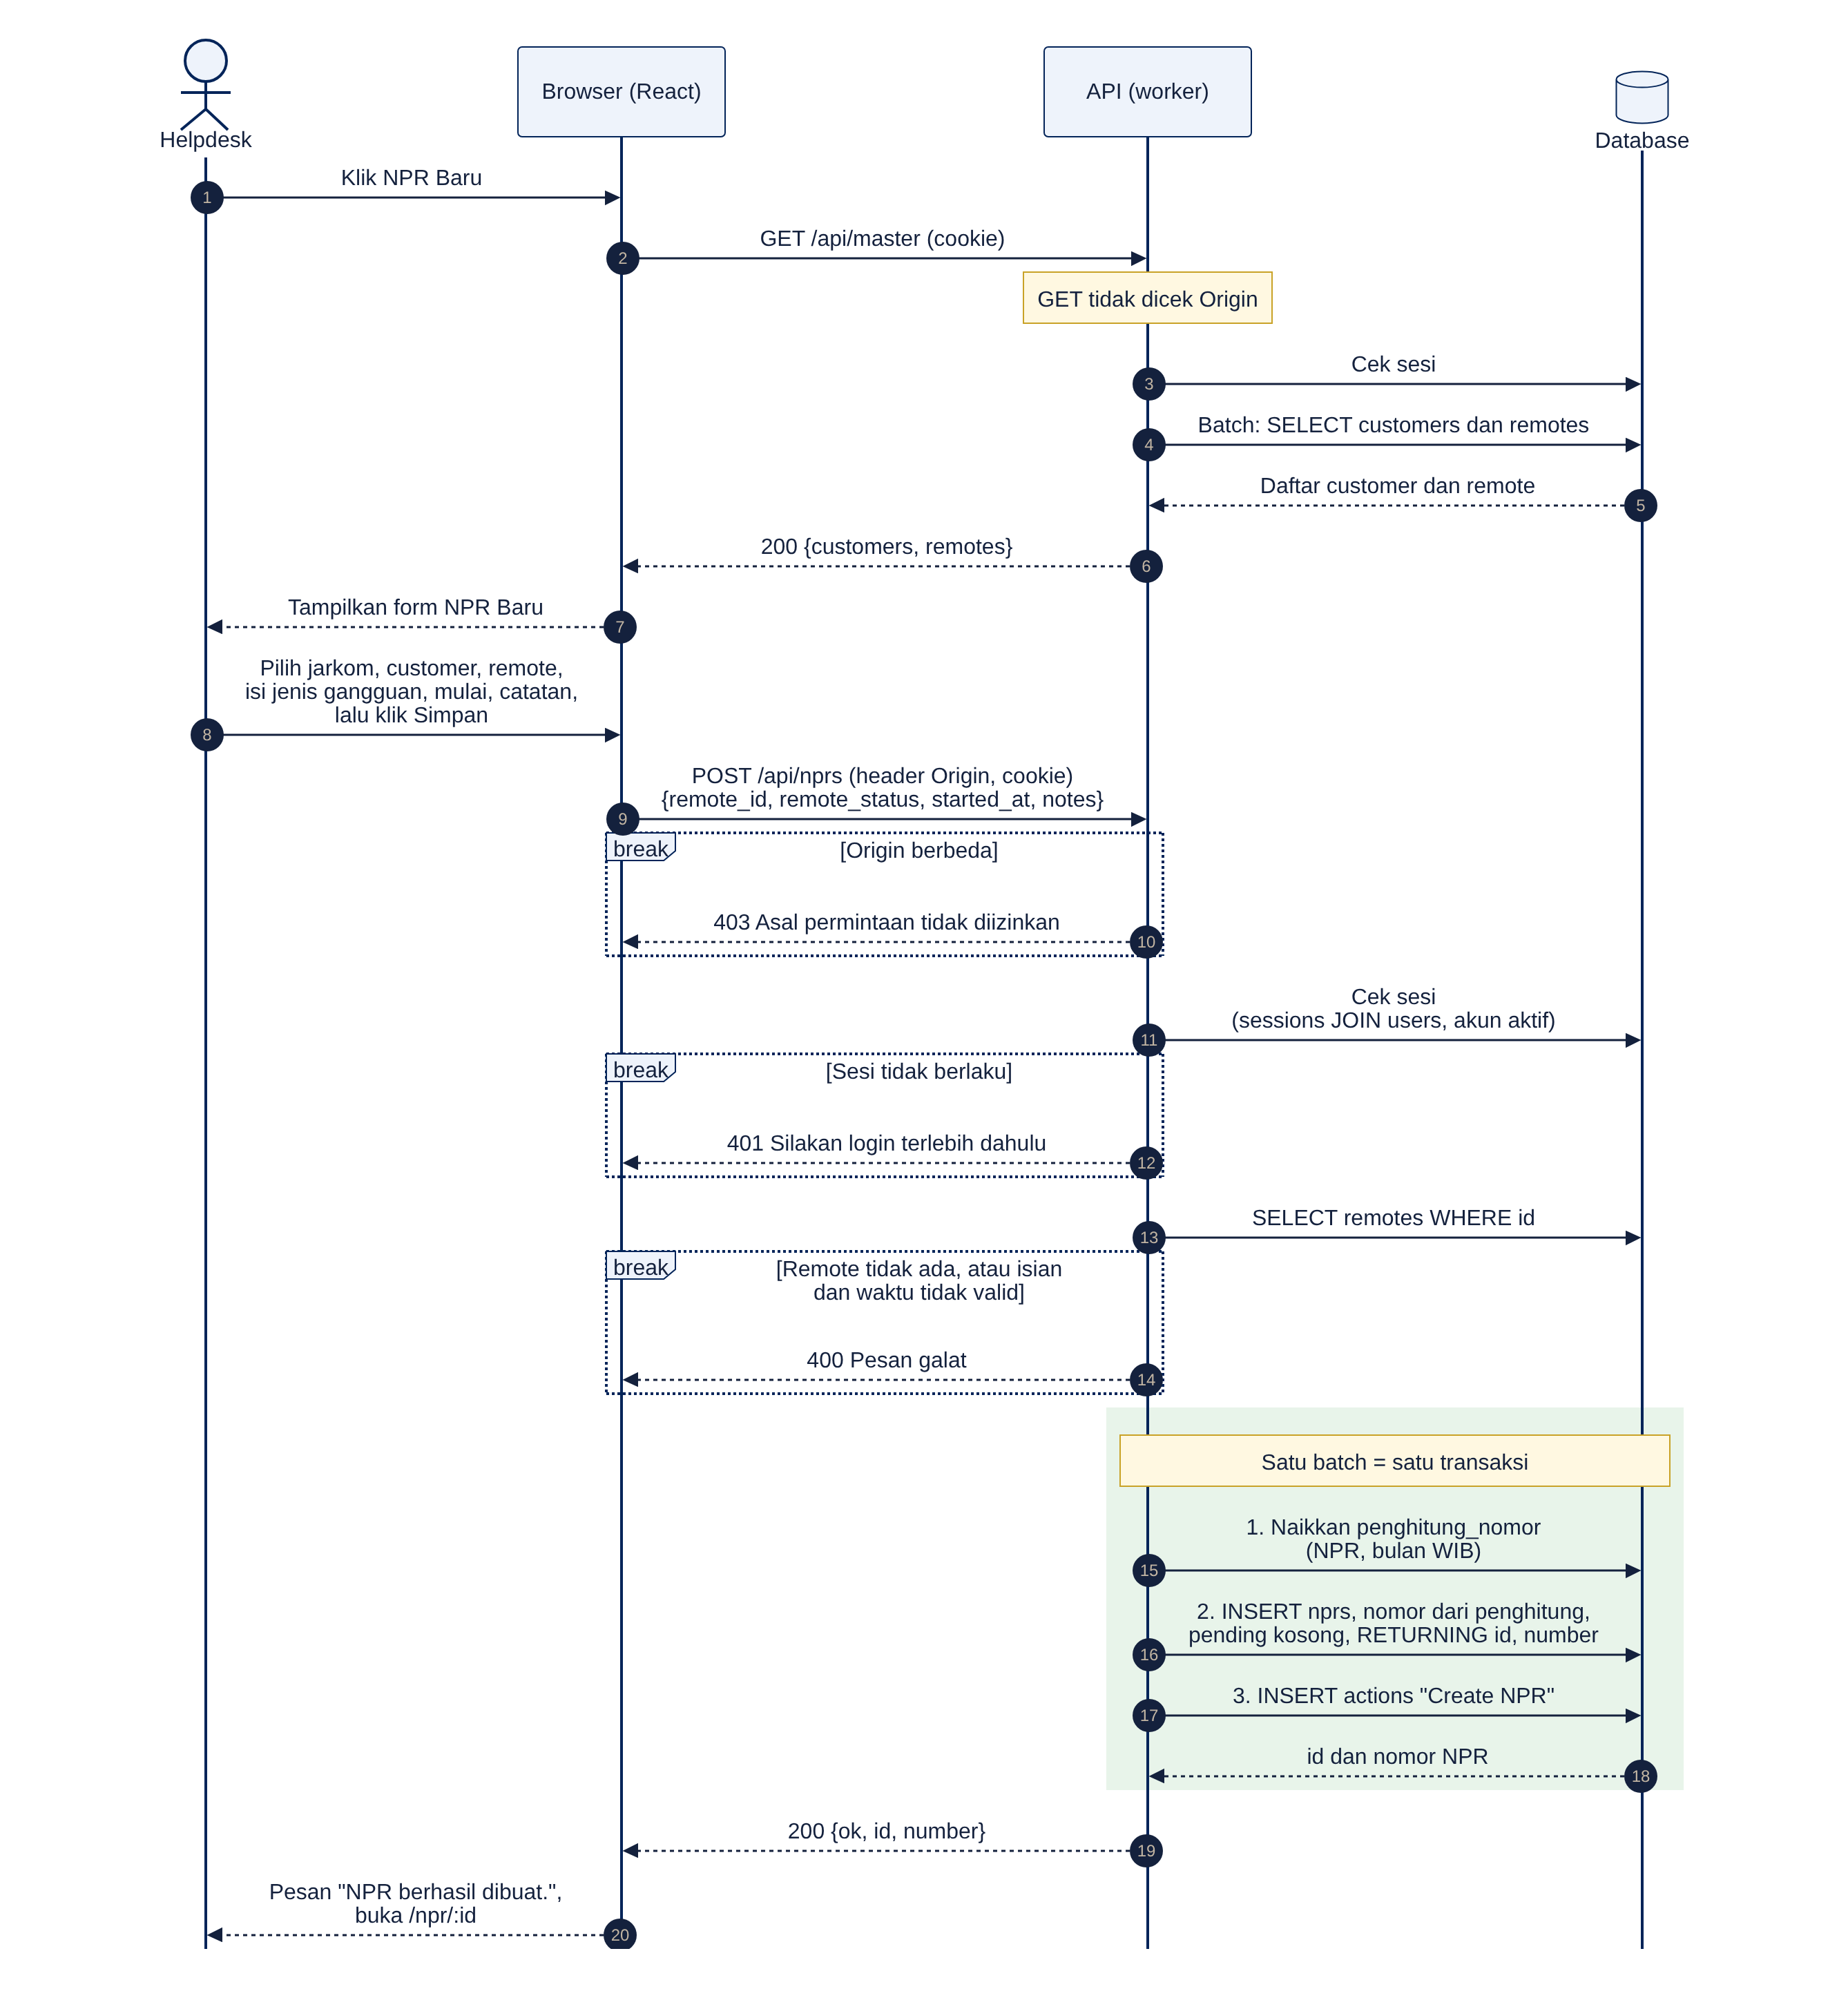 Helpdesk
Browser (React)
API (worker)
Database
Klik NPR Baru
1
GET /api/master (cookie)
2
GET tidak dicek Origin
Cek sesi
3
Batch: SELECT customers dan remotes
4
Daftar customer dan remote
5
200 {customers, remotes}
6
Tampilkan form NPR Baru
7
Pilih jarkom, customer, remote,
isi jenis gangguan, mulai, catatan,
lalu klik Simpan
8
POST /api/nprs (header Origin, cookie)
{remote_id, remote_status, started_at, notes}
9
break
[Origin berbeda]
403 Asal permintaan tidak diizinkan
10
Cek sesi
(sessions JOIN users, akun aktif)
11
break
[Sesi tidak berlaku]
401 Silakan login terlebih dahulu
12
SELECT remotes WHERE id
13
break
[Remote tidak ada, atau isian
dan waktu tidak valid]
400 Pesan galat
14
Satu batch = satu transaksi
1. Naikkan penghitung_nomor
(NPR, bulan WIB)
15
2. INSERT nprs, nomor dari penghitung,
pending kosong, RETURNING id, number
16
3. INSERT actions "Create NPR"
17
id dan nomor NPR
18
200 {ok, id, number}
19
Pesan "NPR berhasil dibuat.",
buka /npr/:id
20